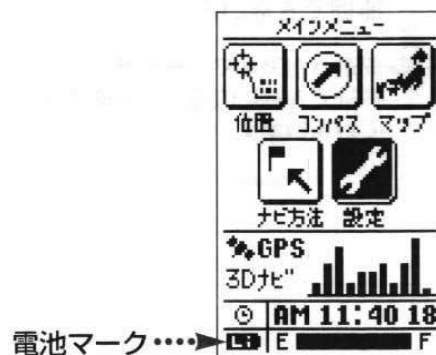 メインメニュー
位置 コンパス マップ
ナビ方法 設定
GPS
3Dナビ
AM 11:40 18
電池マーク Li E F